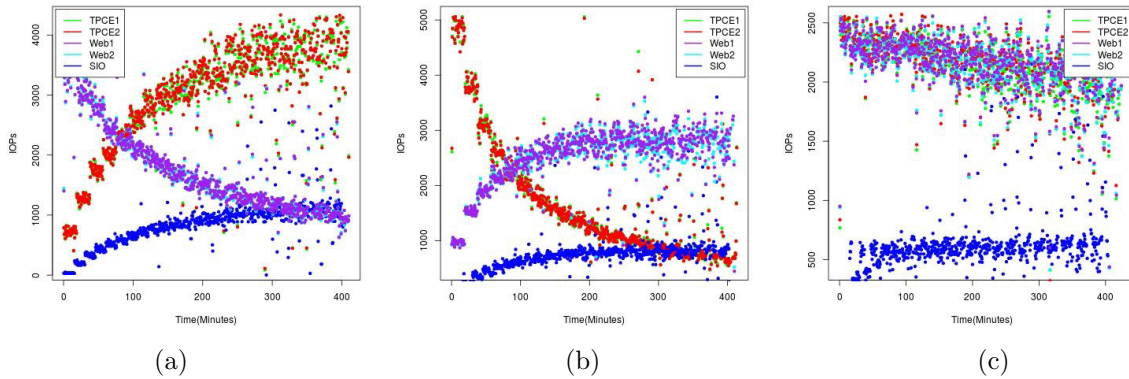 TPCE1
TPCE2
Web1
Web2
SIO
IOPs
0 1000 2000 3000 4000
0 100 200 300 400
Time(Minutes)
(a)
TPCE1
TPCE2
Web1
Web2
SIO
IOPs
1000 2000 3000 4000 5000
0 100 200 300 400
Time(Minutes)
(b)
TPCE1
TPCE2
Web1
Web2
SIO
IOPs
500 1000 1500 2000 2500
0 100 200 300 400
Time(Minutes)
(c)